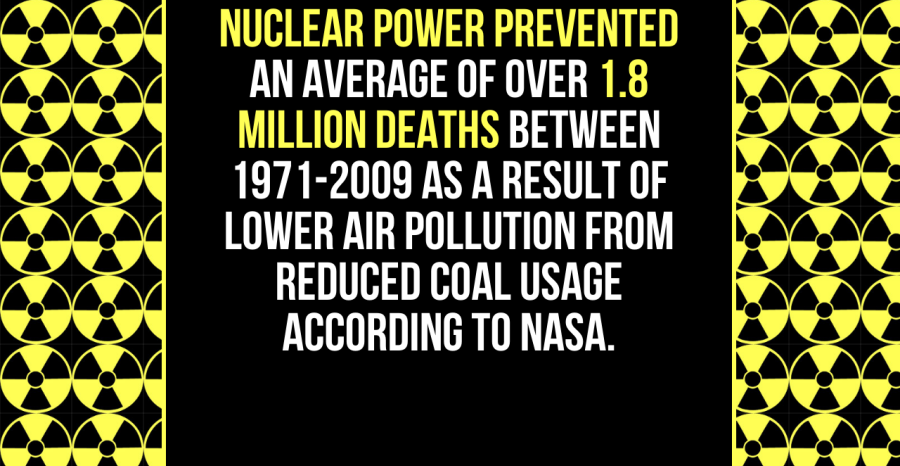 NUCLEAR POWER PREVENTED
AN AVERAGE OF OVER 1.8
MILLION DEATHS BETWEEN
1971-2009 AS A RESULT OF
LOWER AIR POLLUTION FROM
REDUCED COAL USAGE
ACCORDING TO NASA.